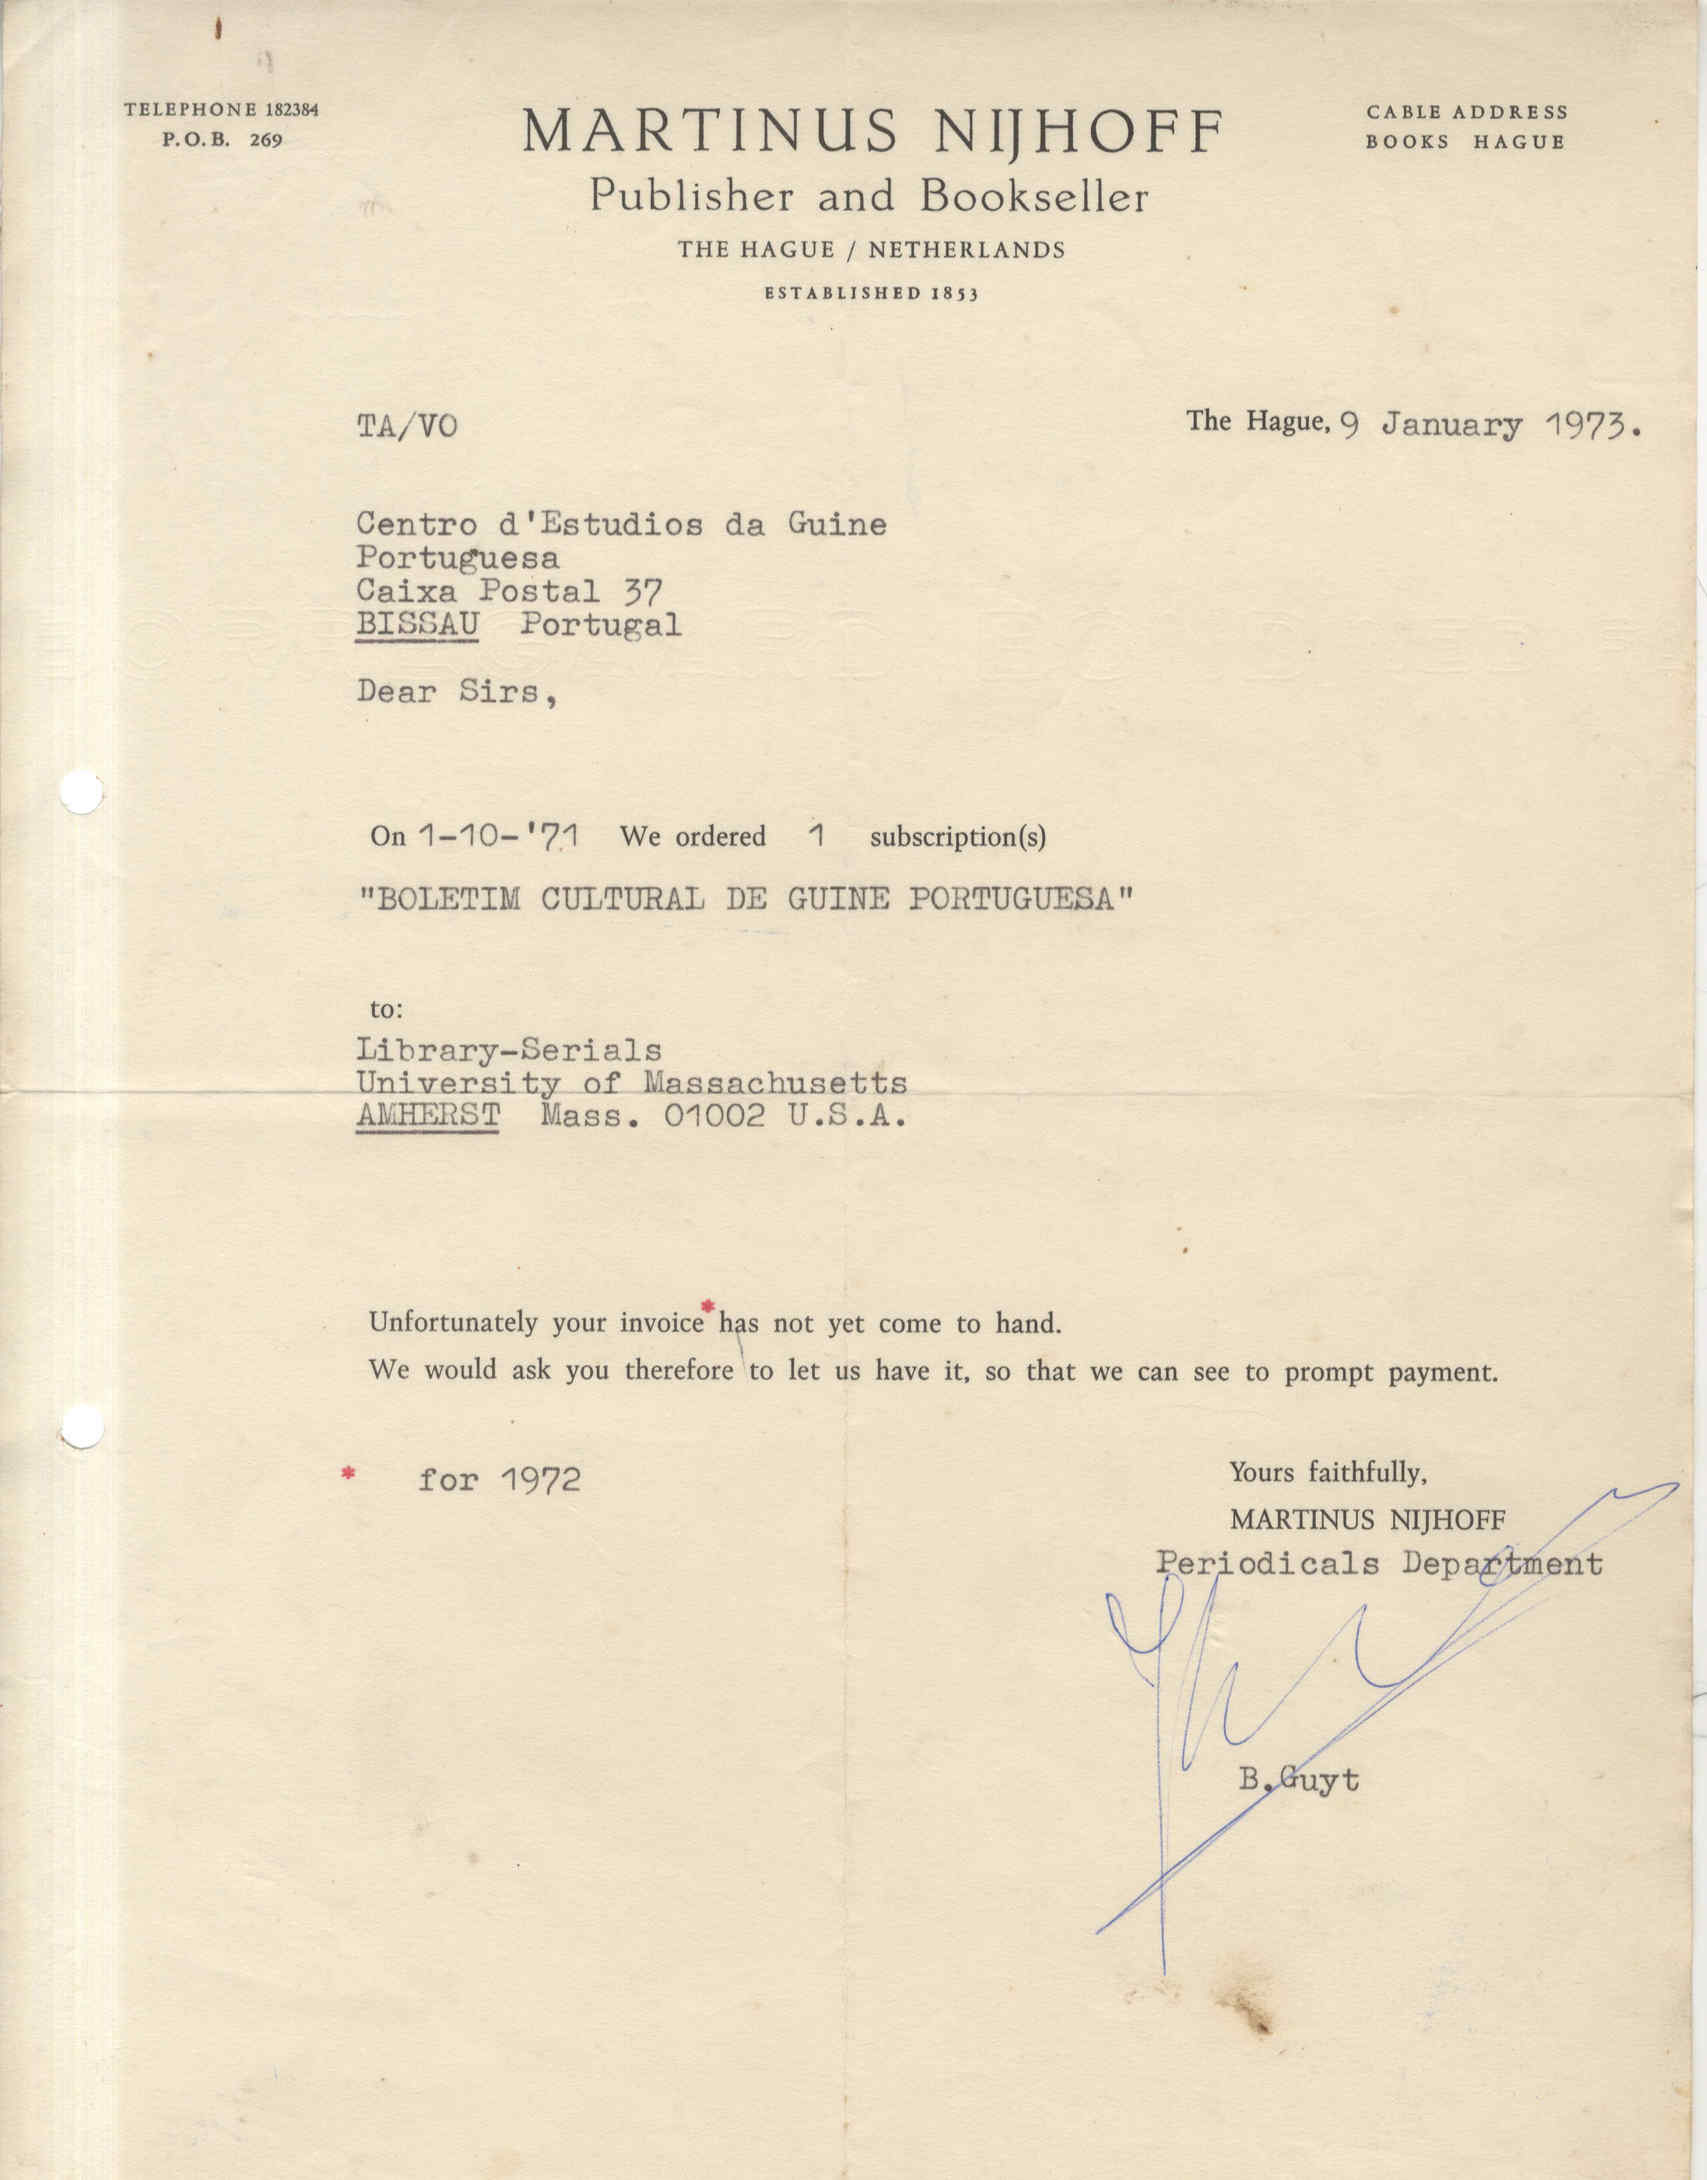 TELEPHONE 182384
P.O.B. 269
MARTINUS NIJHOFF
Publisher and Bookseller
THE HAGUE / NETHERLANDS
ESTABLISHED 1853
CABLE ADDRESS
BOOKS HAGUE
TA/VO
The Hague, 9 January 1973.
Centro d'Estudios da Guine
Portuguesa
Caixa Postal 37
BISSAU Portugal
Dear Sirs,
On 1-10-'71 We ordered 1 subscription(s)
"BOLETIM CULTURAL DE GUINE PORTUGUESA"
to:
Library-Serials
University of Massachusetts
AMHERST Mass. 01002 U.S.A.
Unfortunately your invoice* has not yet come to hand.
We would ask you therefore to let us have it, so that we can see to prompt payment.
* for 1972
Yours faithfully,
MARTINUS NIJHOFF
Periodicals Department
B.Guyt